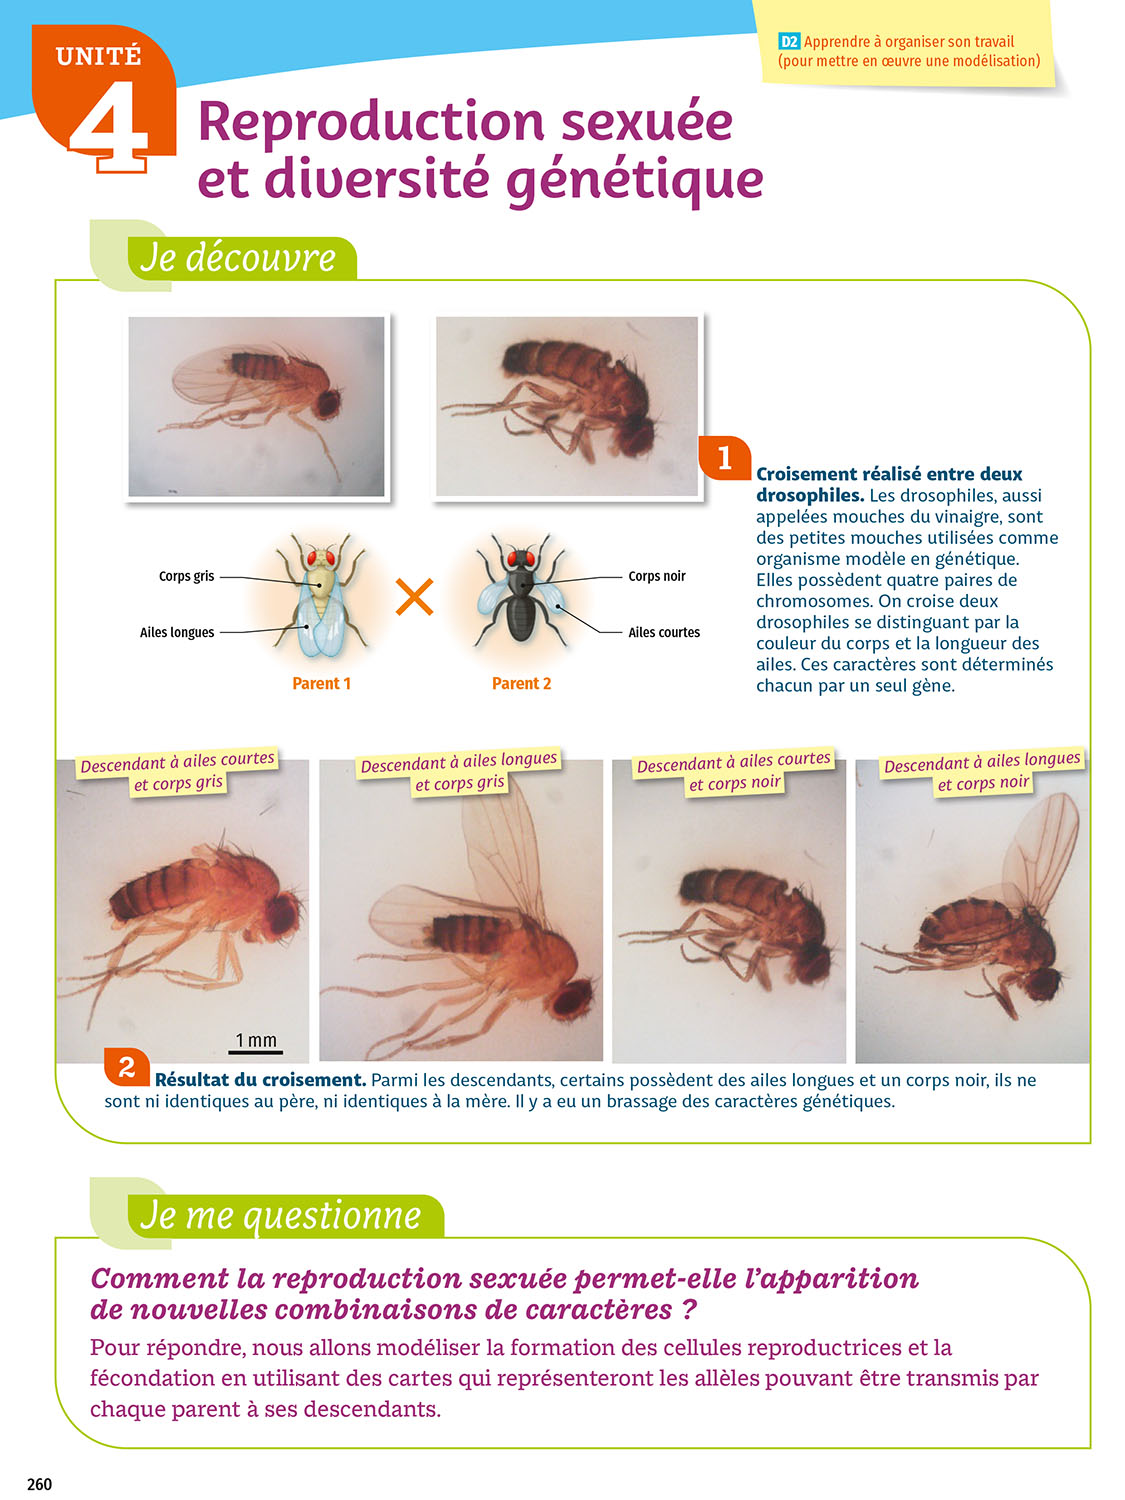 UNITÉ
4
D2 Apprendre à organiser son travail
(pour mettre en œuvre une modélisation)
Reproduction sexuée
et diversité génétique
Je découvre
1
Croisement réalisé entre deux
drosophiles. Les drosophiles, aussi
appelées mouches du vinaigre, sont
des petites mouches utilisées comme
organisme modèle en génétique.
Elles possèdent quatre paires de
chromosomes. On croise deux
drosophiles se distinguant par la
couleur du corps et la longueur des
ailes. Ces caractères sont déterminés
chacun par un seul gène.
Corps gris
Ailes longues
Parent 1
Corps noir
Ailes courtes
Parent 2
Descendant à ailes courtes
et corps gris
Descendant à ailes longues
et corps gris
Descendant à ailes courtes
et corps noir
Descendant à ailes longues
et corps noir
1 mm
2
Résultat du croisement. Parmi les descendants, certains possèdent des ailes longues et un corps noir, ils ne
sont ni identiques au père, ni identiques à la mère. Il y a eu un brassage des caractères génétiques.
Je me questionne
Comment la reproduction sexuée permet-elle l'apparition
de nouvelles combinaisons de caractères ?
Pour répondre, nous allons modéliser la formation des cellules reproductrices et la
fécondation en utilisant des cartes qui représenteront les allèles pouvant être transmis par
chaque parent à ses descendants.
260